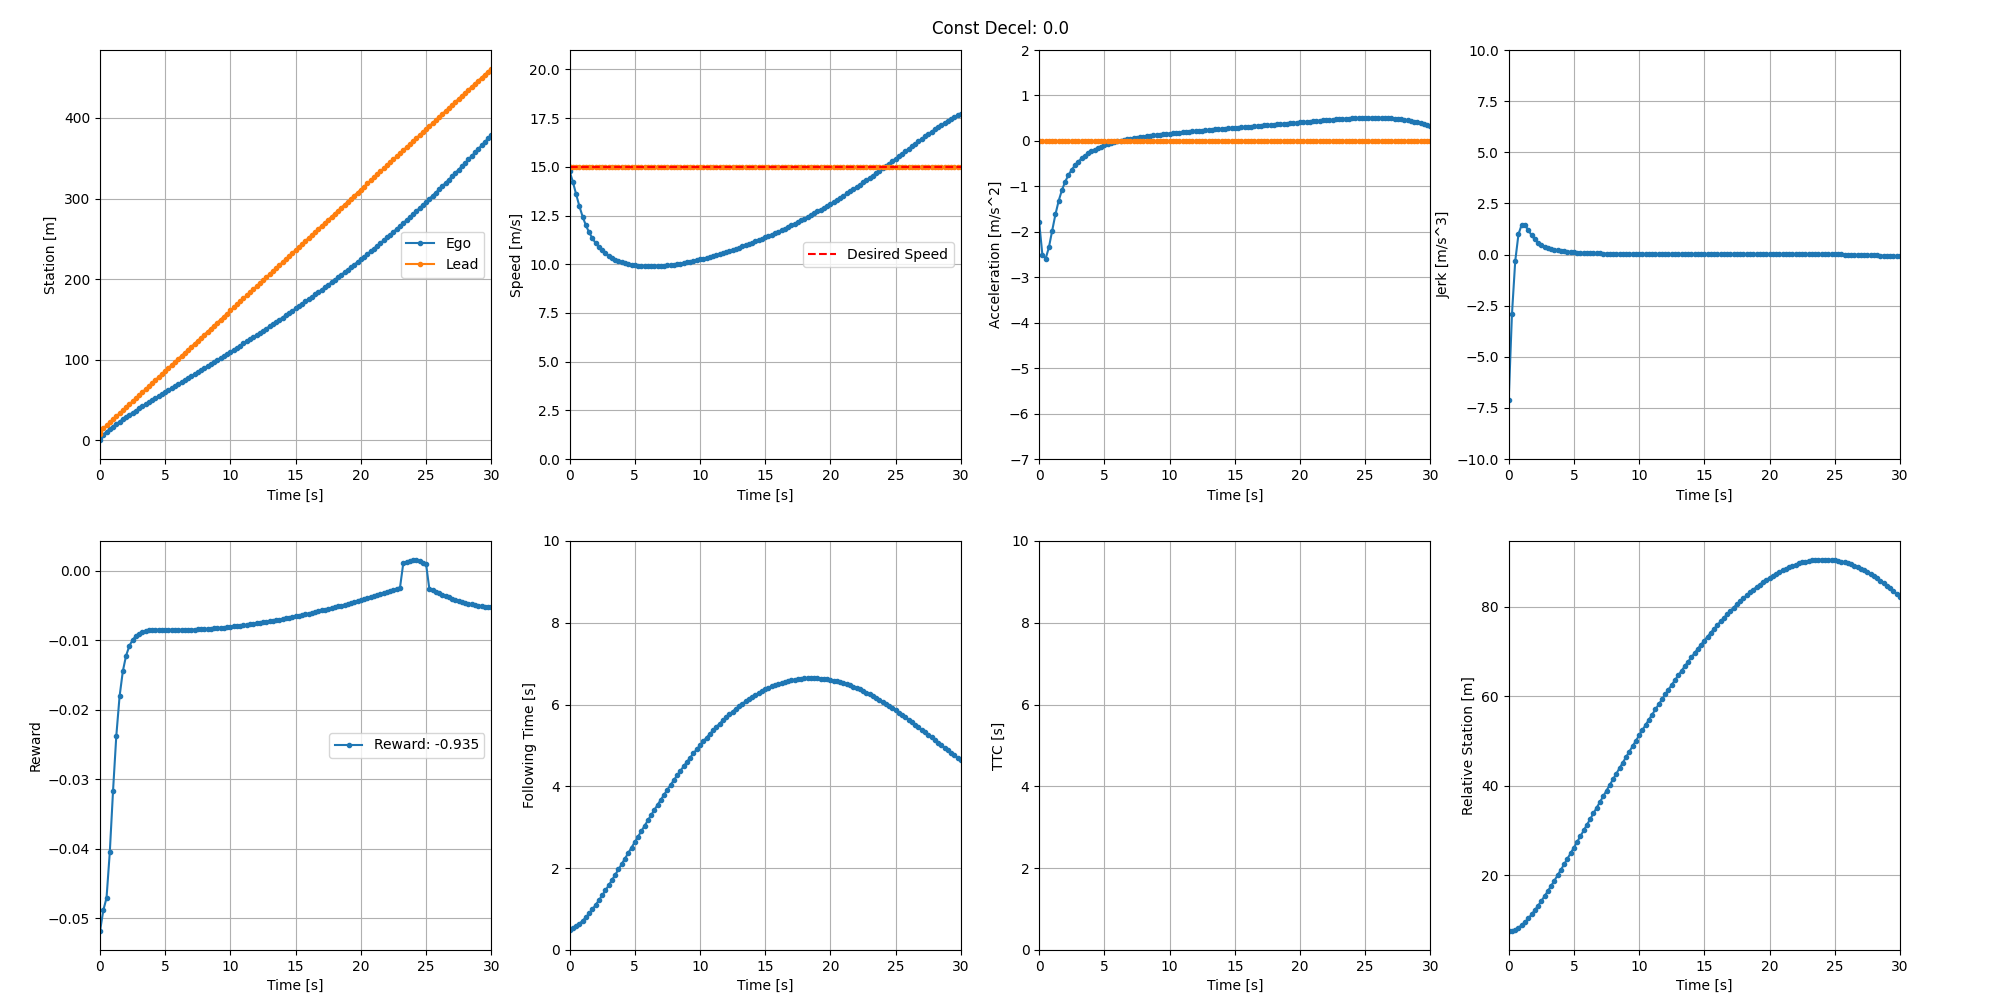 Const Decel: 0.0
Station [m]
400
300
200
100
0
Ego
Lead
0 5 10 15 20 25 30
Time [s]
Speed [m/s]
20.0
17.5
15.0
12.5
10.0
7.5
5.0
2.5
0.0
Desired Speed
0 5 10 15 20 25 30
Time [s]
Acceleration [m/s^2]
2
1
0
−1
−2
−3
−4
−5
−6
−7
0 5 10 15 20 25 30
Time [s]
Jerk [m/s^3]
10.0
7.5
5.0
2.5
0.0
−2.5
−5.0
−7.5
−10.0
0 5 10 15 20 25 30
Time [s]
Reward
0.00
−0.01
−0.02
−0.03
−0.04
−0.05
Reward: -0.935
0 5 10 15 20 25 30
Time [s]
Following Time [s]
10
8
6
4
2
0
0 5 10 15 20 25 30
Time [s]
TTC [s]
10
8
6
4
2
0
0 5 10 15 20 25 30
Time [s]
Relative Station [m]
80
60
40
20
0 5 10 15 20 25 30
Time [s]